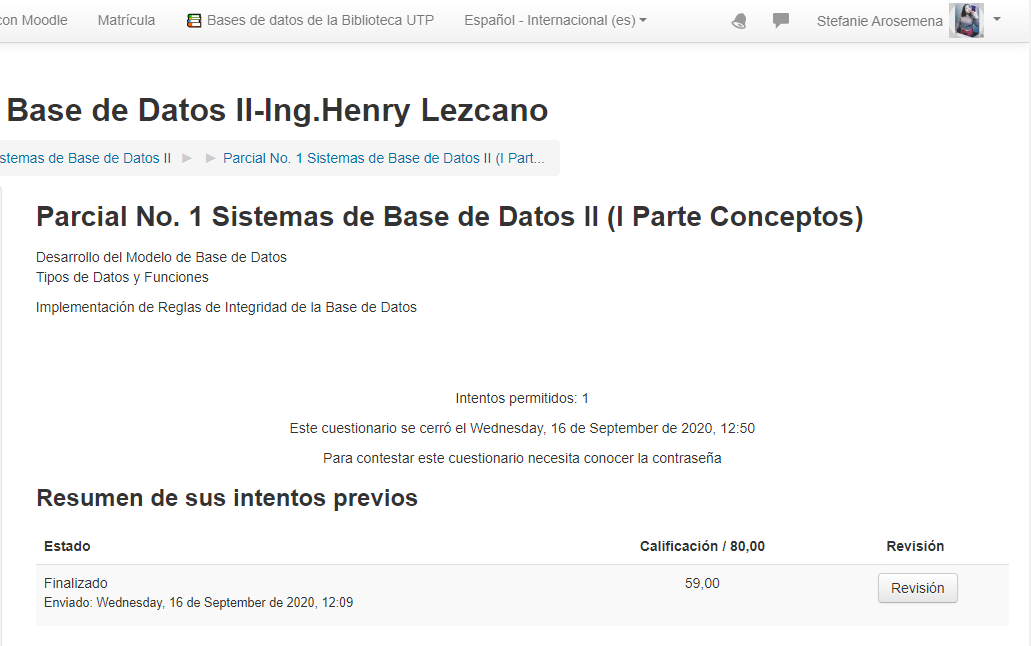 con Moodle Matrícula Bases de datos de la Biblioteca UTP Español - Internacional (es) Stefanie Arosemena
Base de Datos II-Ing.Henry Lezcano
stemas de Base de Datos II ► ► Parcial No. 1 Sistemas de Base de Datos II (I Part...
Parcial No. 1 Sistemas de Base de Datos II (I Parte Conceptos)
Desarrollo del Modelo de Base de Datos
Tipos de Datos y Funciones
Implementación de Reglas de Integridad de la Base de Datos
Intentos permitidos: 1
Este cuestionario se cerró el Wednesday, 16 de September de 2020, 12:50
Para contestar este cuestionario necesita conocer la contraseña
Resumen de sus intentos previos
Estado Calificación / 80,00 Revisión
Finalizado 59,00 Revisión
Enviado: Wednesday, 16 de September de 2020, 12:09